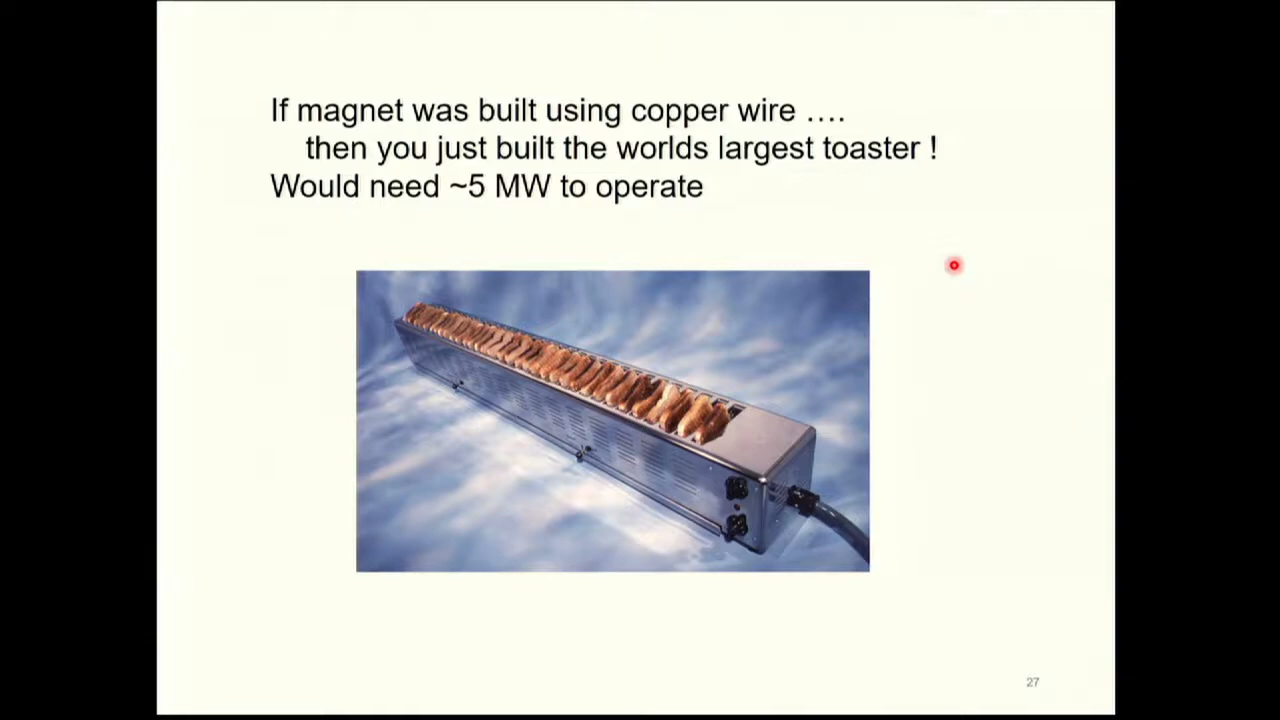 If magnet was built using copper wire ….
then you just built the worlds largest toaster !
Would need ~5 MW to operate
27